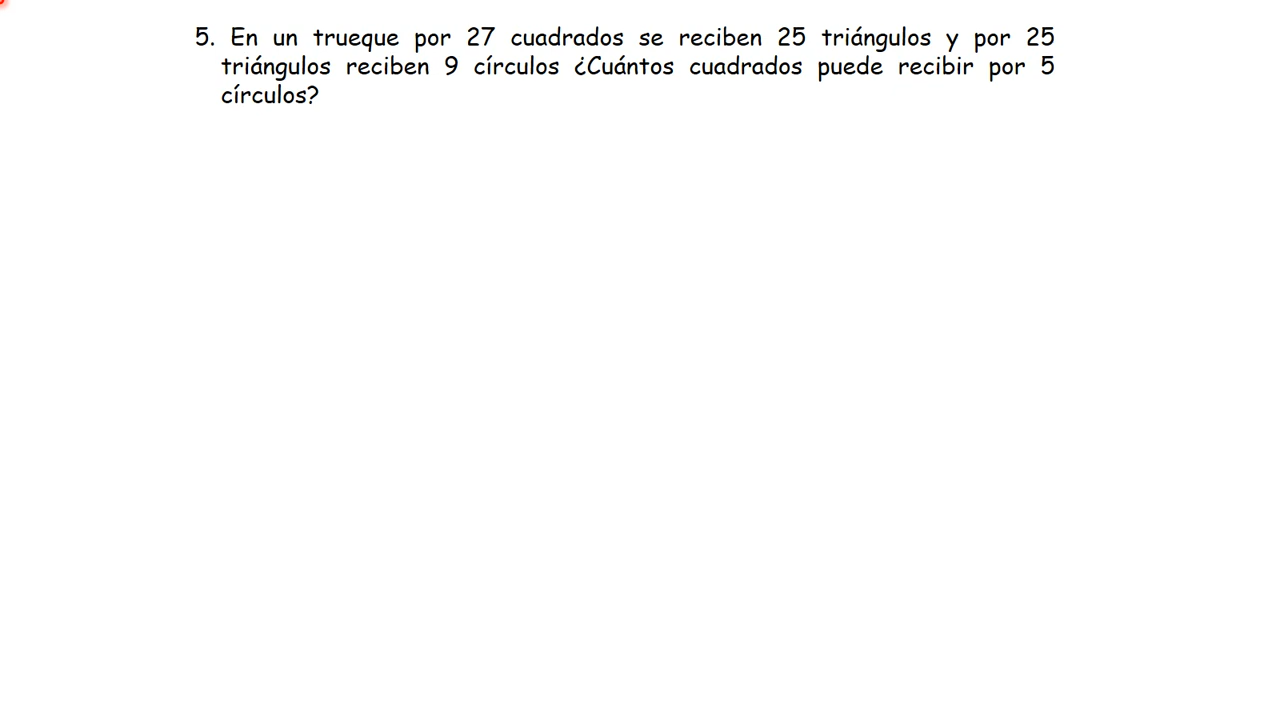 5. En un trueque por 27 cuadrados se reciben 25 triángulos y por 25
triángulos reciben 9 círculos ¿Cuántos cuadrados puede recibir por 5
círculos?